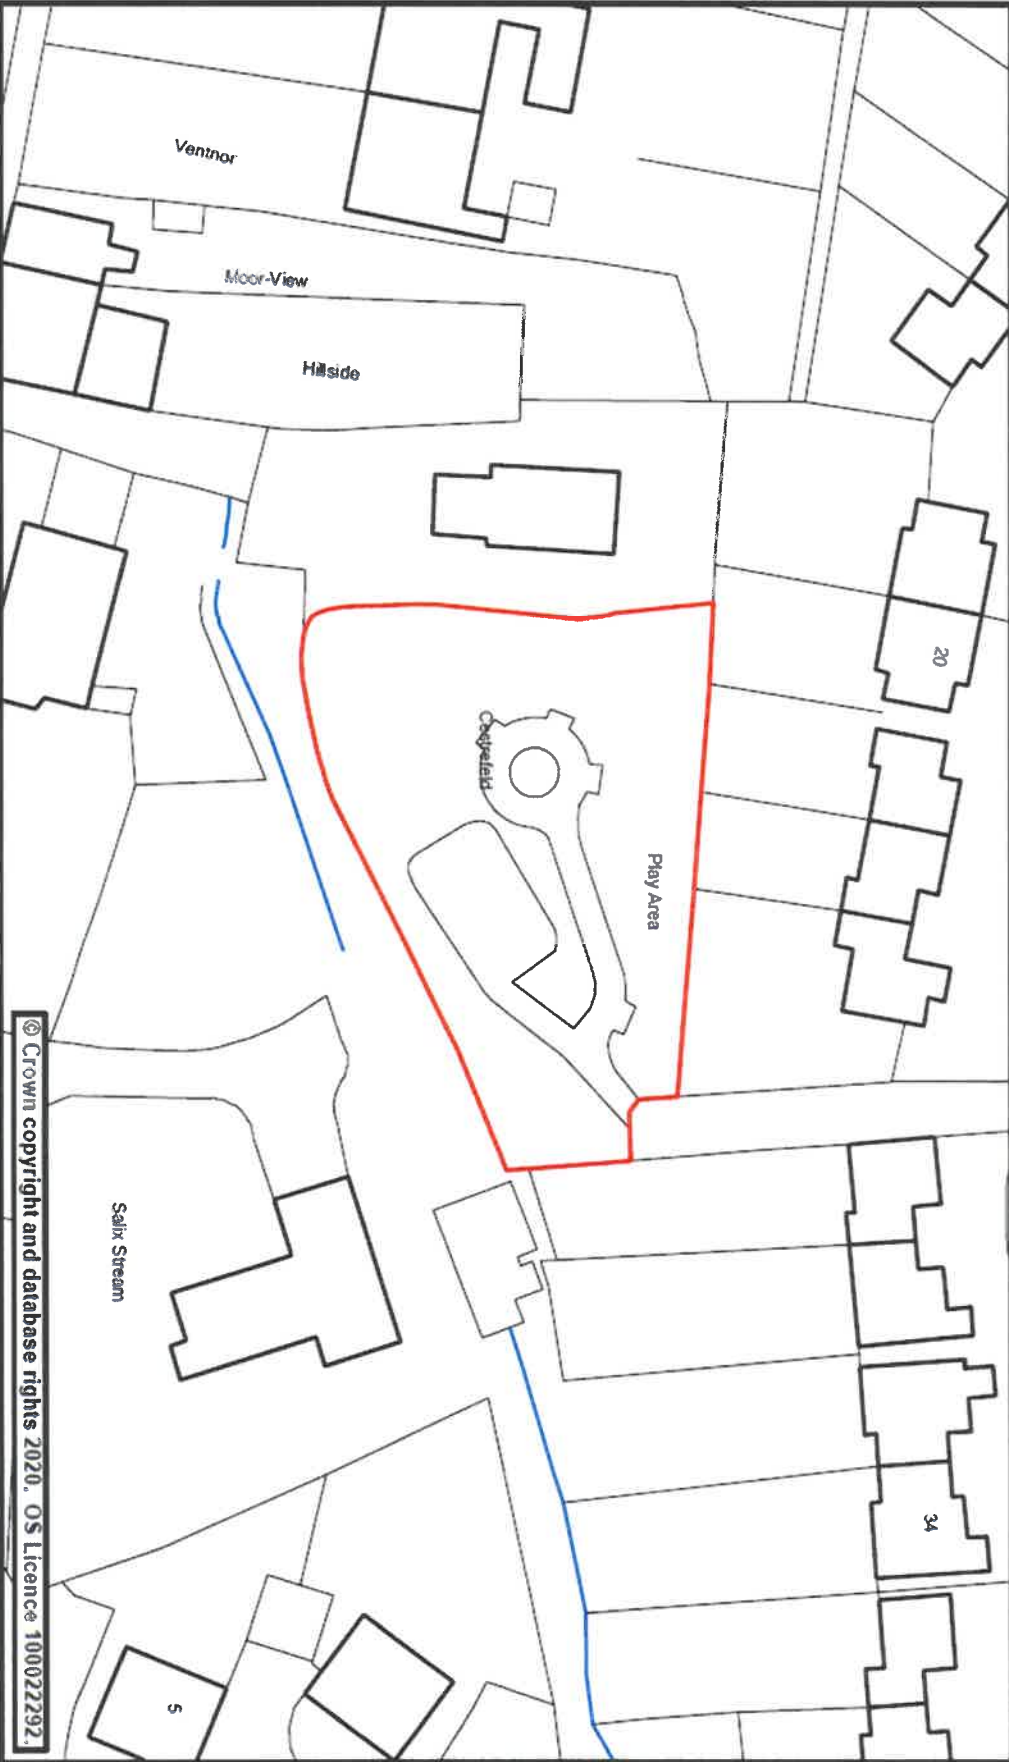 Ventnor
Moor-View
Hillside
20
Play Area
34
Salix Stream
5
© Crown copyright and database rights 2020. OS Licence 100022292.